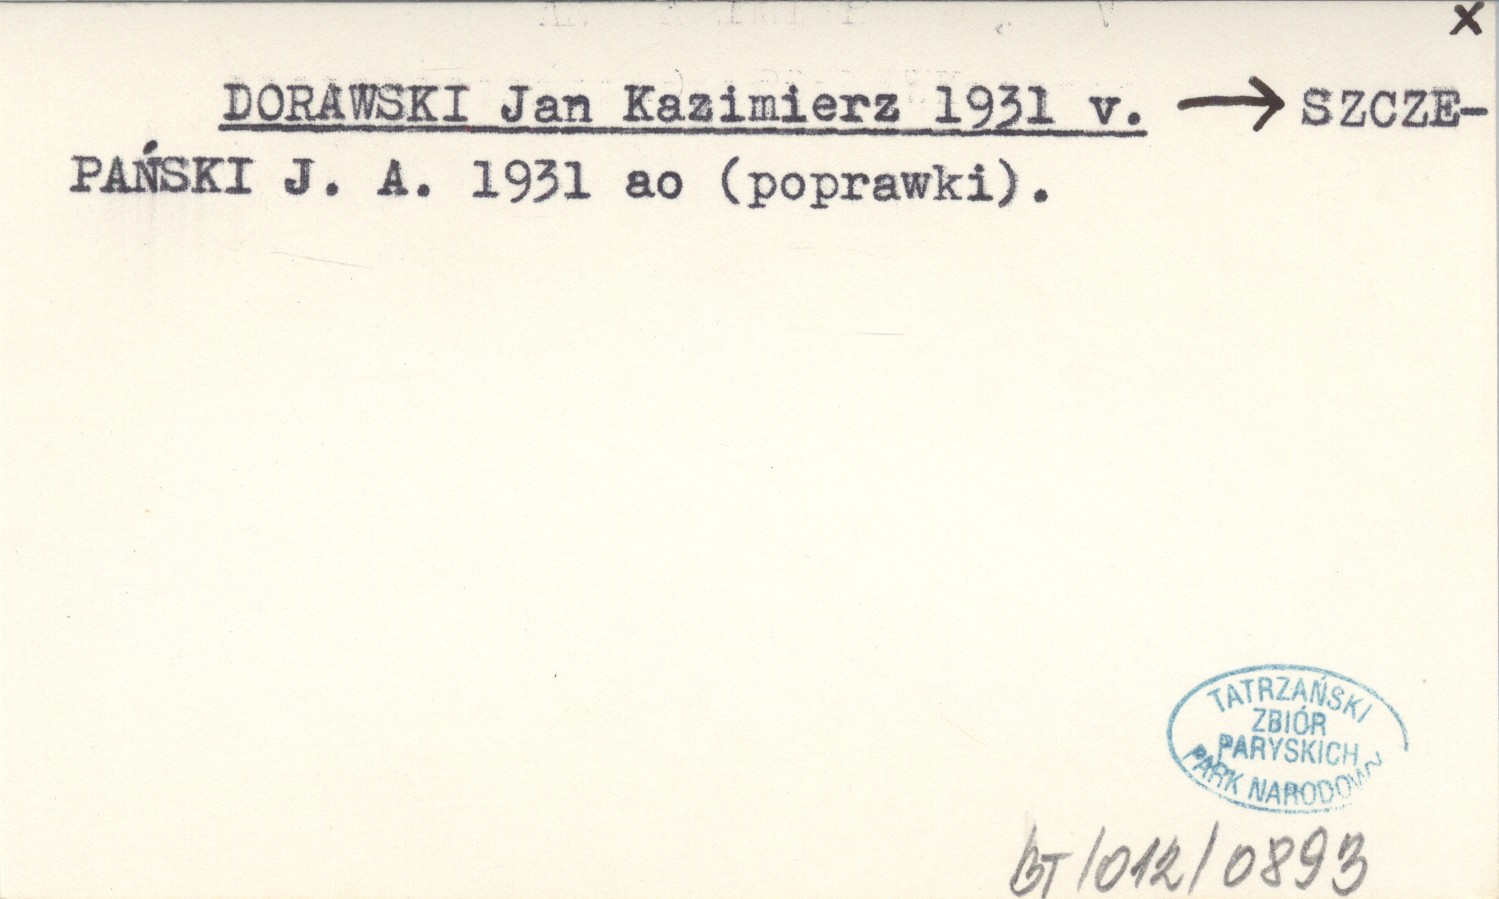 x
DORAWSKI Jan Kazimierz 1931 v. → SZCZE-
PAŃSKI J. A. 1931 ao (poprawki).
TATRZAŃSKI
ZBIÓR
PARYSKICH
PARK NARODOWY
BT/012/0893